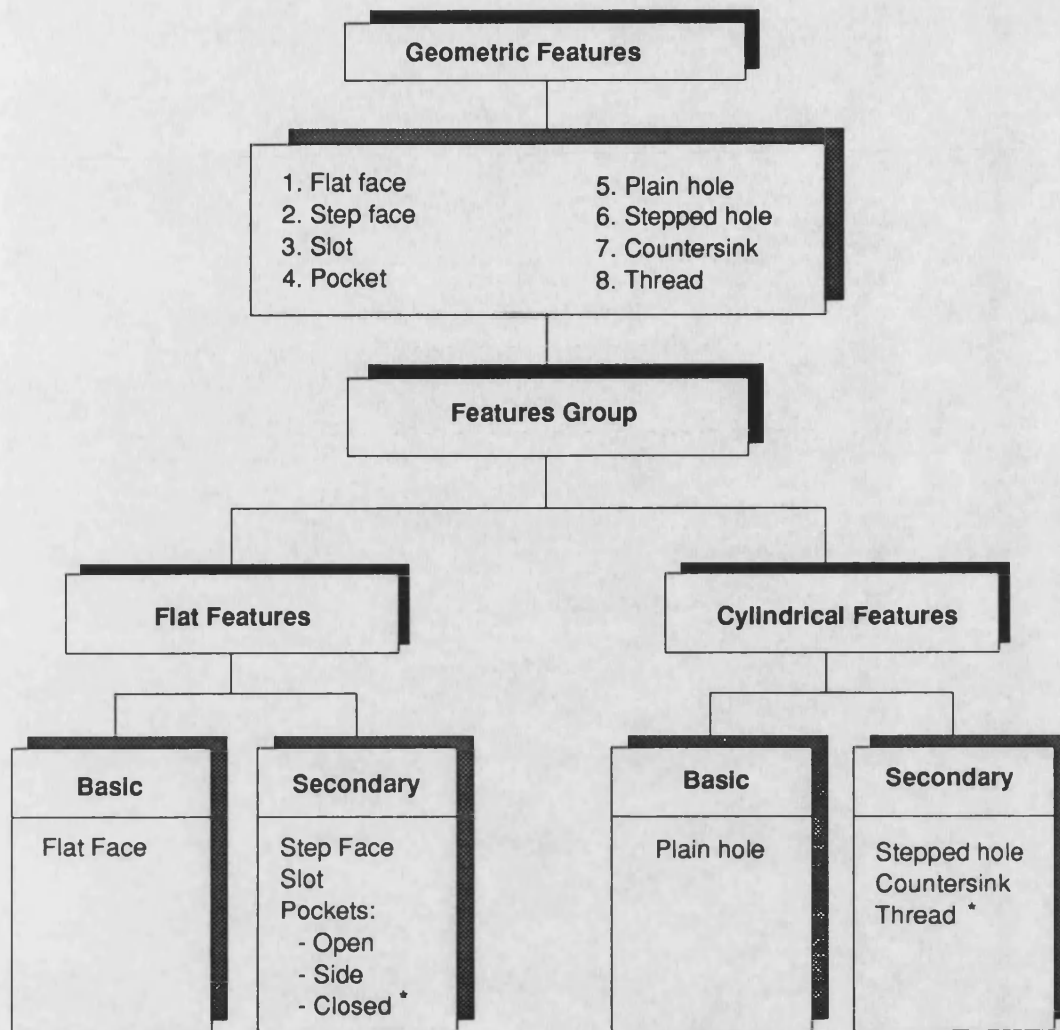 Geometric Features
1. Flat face
2. Step face
3. Slot
4. Pocket
5. Plain hole
6. Stepped hole
7. Countersink
8. Thread
Features Group
Flat Features
Cylindrical Features
Basic
Flat Face
Secondary
Step Face
Slot
Pockets:
- Open
- Side
- Closed *
Basic
Plain hole
Secondary
Stepped hole
Countersink
Thread *